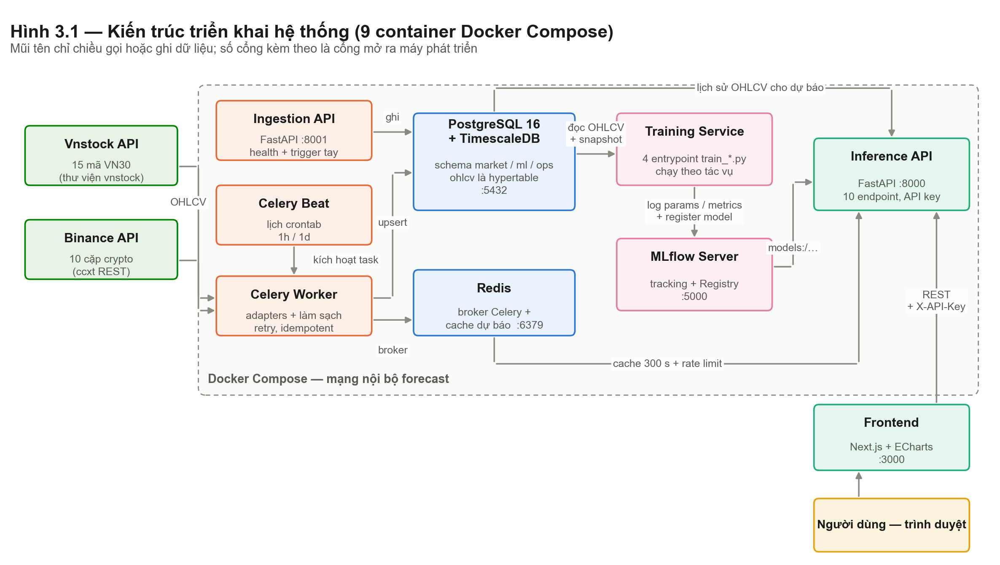 Hình 3.1 — Kiến trúc triển khai hệ thống (9 container Docker Compose)
Mũi tên chỉ chiều gọi hoặc ghi dữ liệu; số cổng kèm theo là cổng mở ra máy phát triển
lịch sử OHLCV cho dự báo
Vnstock API
15 mã VN30
(thư viện vnstock)
OHLCV
Binance API
10 cặp crypto
(ccxt REST)
Ingestion API
FastAPI :8001
health + trigger tay
ghi
Celery Beat
lịch crontab
1h / 1d
kích hoạt task
upsert
Celery Worker
adapters + làm sạch
retry, idempotent
broker
PostgreSQL 16
+ TimescaleDB
schema market / ml / ops
ohlcv là hypertable
:5432
đọc OHLCV
+ snapshot
Redis
broker Celery +
cache dự báo  :6379
cache 300 s + rate limit
Training Service
4 entrypoint train_*.py
chạy theo tác vụ
log params / metrics
+ register model
MLflow Server
tracking + Registry
:5000
models:/…
Inference API
FastAPI :8000
10 endpoint, API key
REST
+ X-API-Key
Docker Compose — mạng nội bộ forecast
Frontend
Next.js + ECharts
:3000
Người dùng — trình duyệt